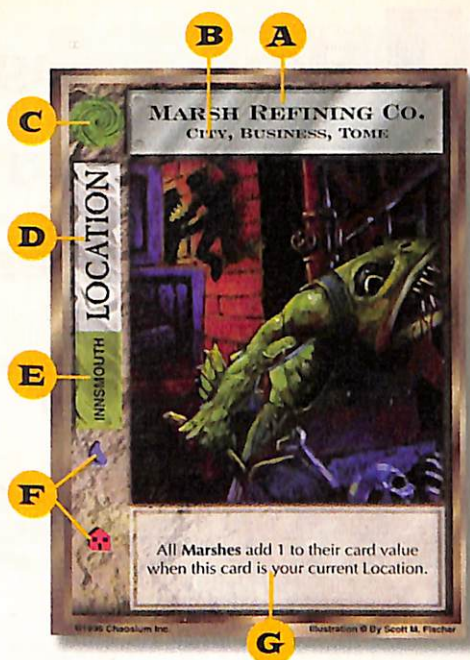 B
A
C
MARSH REFINING CO.
CITY, BUSINESS, TOME
D
LOCATION
E
INNSMOUTH
F
All Marshes add 1 to their card value
when this card is your current Location.
©1996 Chaosium Inc.
Illustration © By Scott M. Fischer
G